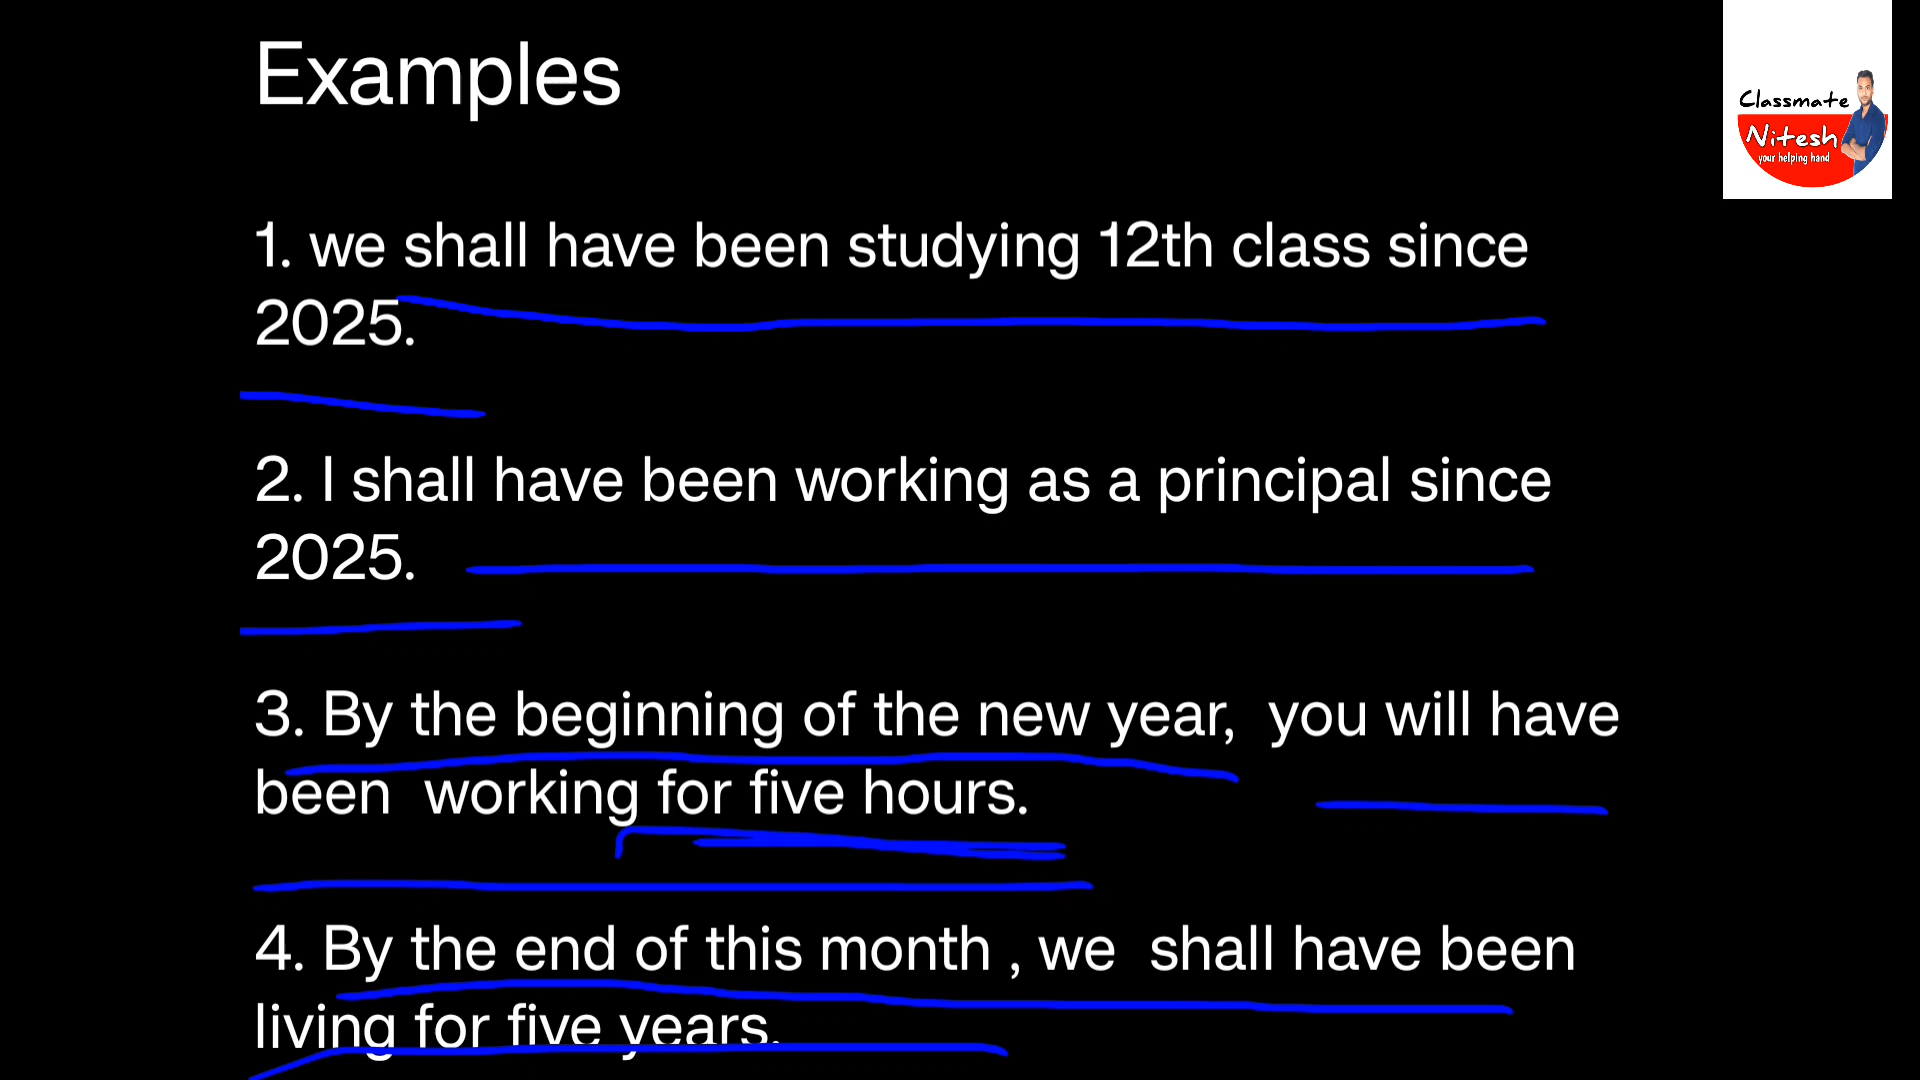 Examples
Classmate
Nitesh
your helping hand
1. we shall have been studying 12th class since
2025.
2. I shall have been working as a principal since
2025.
3. By the beginning of the new year,  you will have
been  working for five hours.
4. By the end of this month , we  shall have been
living for five years.